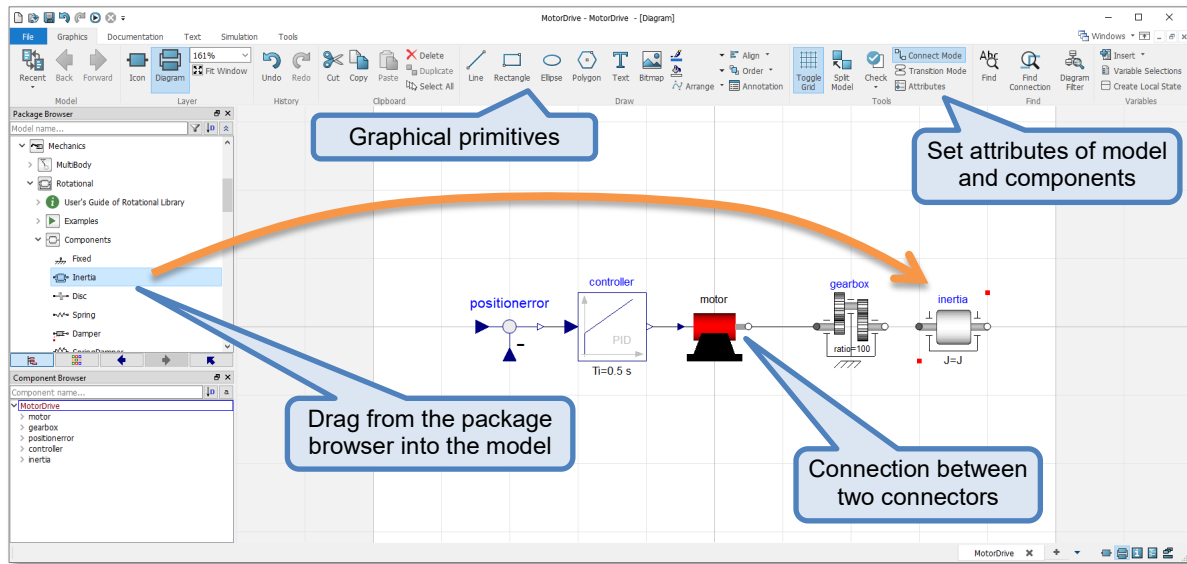 MotorDrive - MotorDrive - [Diagram]
File Graphics Documentation Text Simulation Tools Windows
Recent Back Forward Icon Diagram 161% Fit Window Undo Redo Cut Copy Paste Delete Duplicate Select All Line Rectangle Ellipse Polygon Text Bitmap Arrange Align Order Annotation Toggle Grid Split Model Check Connect Mode Transition Mode Attributes Find Find Connection Diagram Filter Insert Variable Selections Create Local State
Model Layer History Clipboard Draw Tools Find Variables
Package Browser
Model name...
Mechanics
MultiBody
Rotational
User's Guide of Rotational Library
Examples
Components
Fixed
Inertia
Disc
Spring
Damper
SpringDamper
Component Browser
Component name...
MotorDrive
motor
gearbox
positionerror
controller
inertia
Graphical primitives
Set attributes of model
and components
Drag from the package
browser into the model
Connection between
two connectors
positionerror
controller
PID
Ti=0.5 s
motor
gearbox
ratio=100
inertia
J=J
MotorDrive